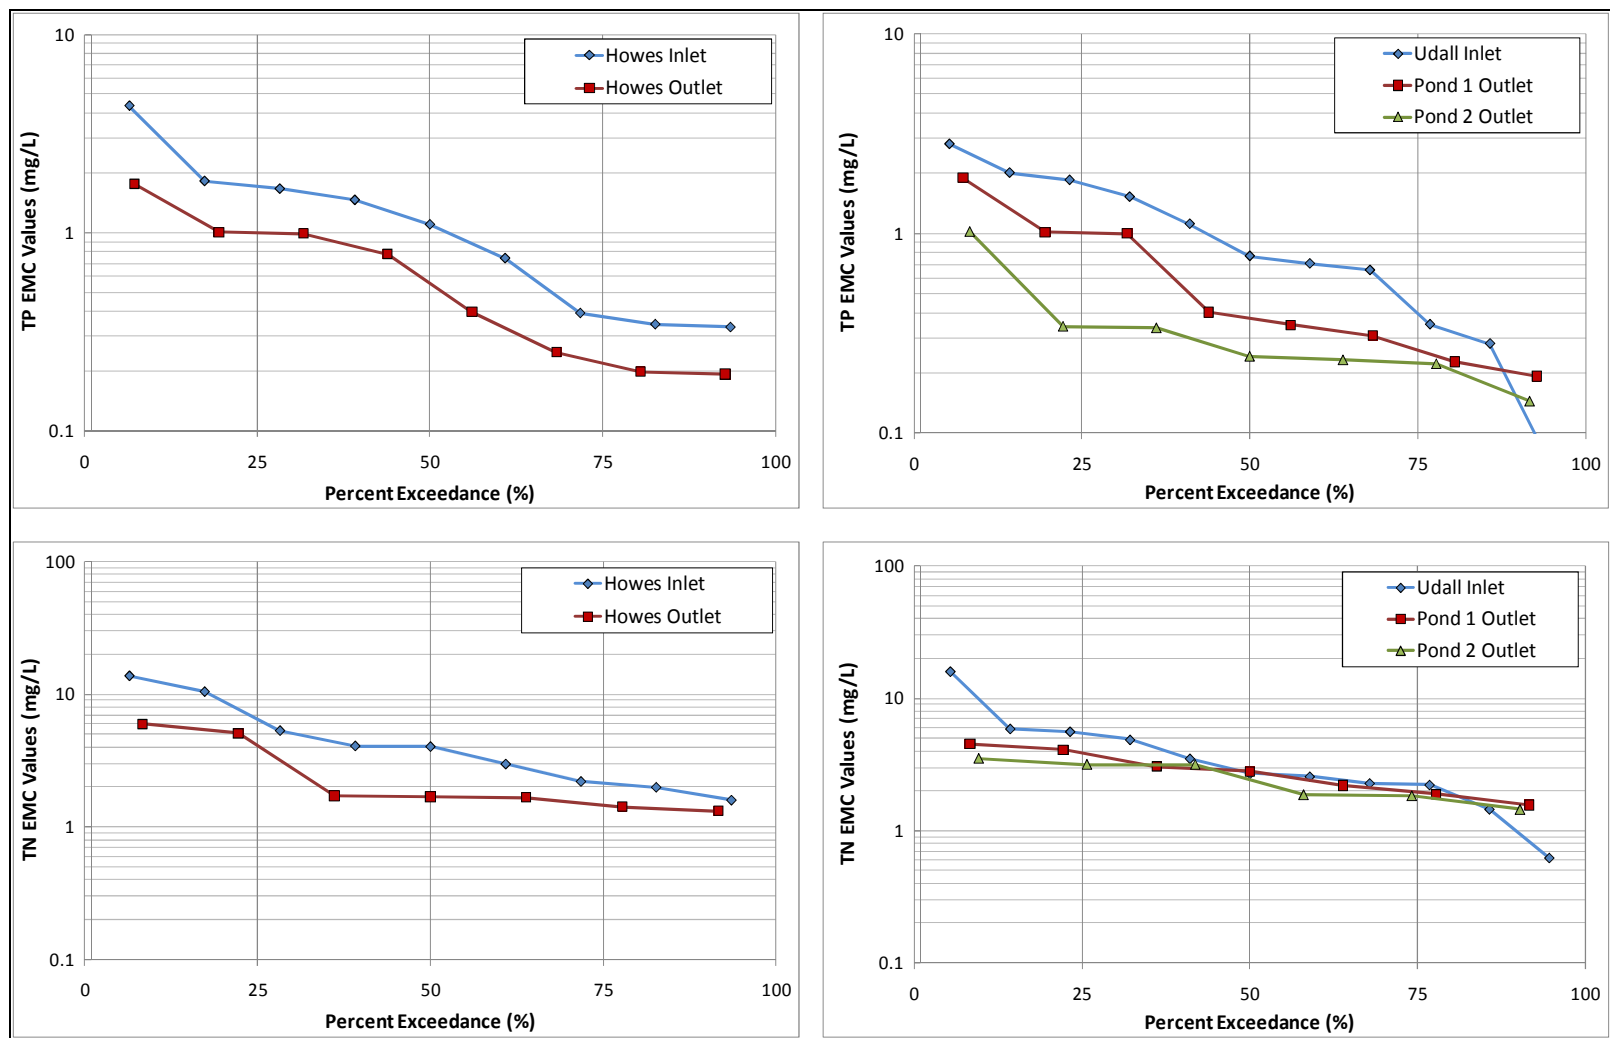 10
1
0.1
TP EMC Values (mg/L)
0
25
50
75
100
Percent Exceedance (%)
Howes Inlet
Howes Outlet
10
1
0.1
TP EMC Values (mg/L)
0
25
50
75
100
Percent Exceedance (%)
Udall Inlet
Pond 1 Outlet
Pond 2 Outlet
100
10
1
0.1
TN EMC Values (mg/L)
0
25
50
75
100
Percent Exceedance (%)
Howes Inlet
Howes Outlet
100
10
1
0.1
TN EMC Values (mg/L)
0
25
50
75
100
Percent Exceedance (%)
Udall Inlet
Pond 1 Outlet
Pond 2 Outlet